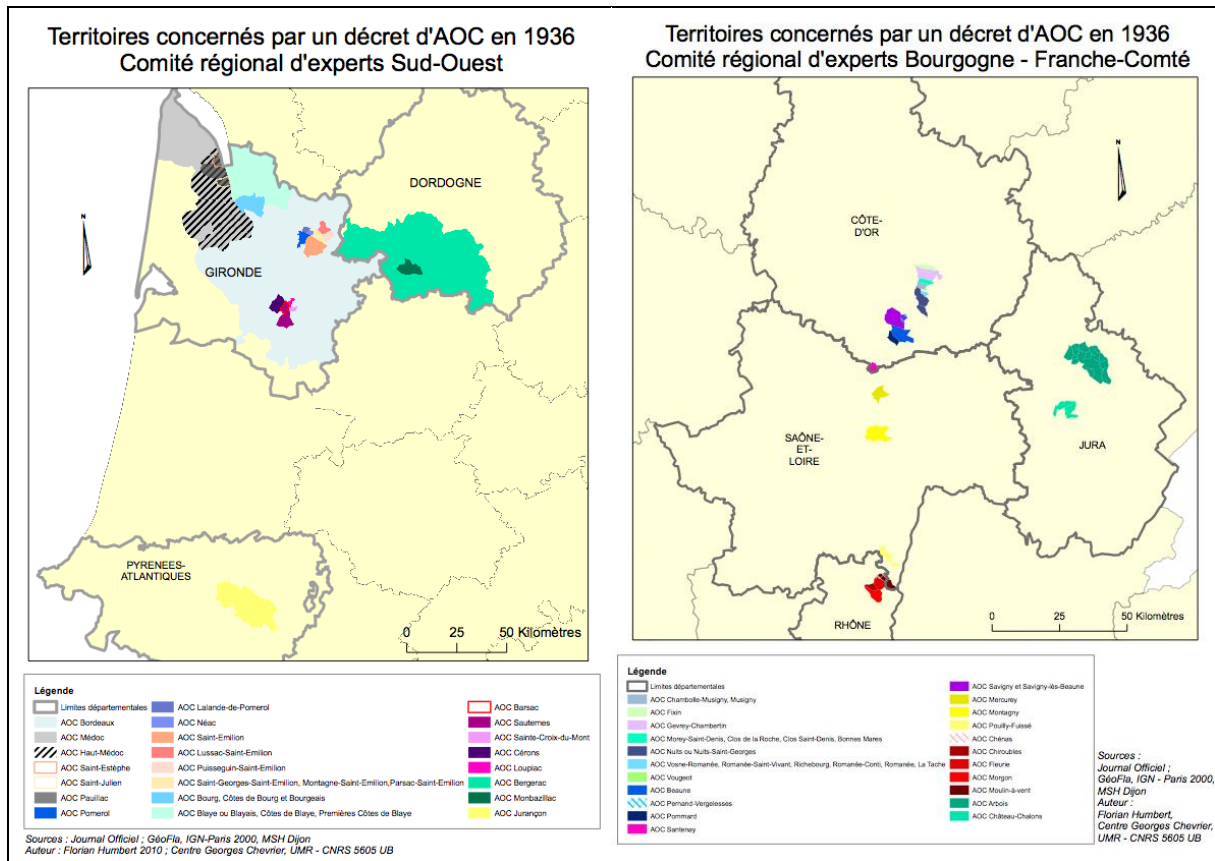 Territoires concernés par un décret d'AOC en 1936
Comité régional d'experts Sud-Ouest
N
DORDOGNE
GIRONDE
PYRENEES-
ATLANTIQUES
0 25 50 Kilomètres
Légende
Limites départementales
AOC Bordeaux
AOC Médoc
AOC Haut-Médoc
AOC Saint-Estèphe
AOC Saint-Julien
AOC Pauillac
AOC Pomerol
AOC Lalande-de-Pomerol
AOC Néac
AOC Saint-Emilion
AOC Lussac-Saint-Emilion
AOC Puisseguin-Saint-Emilion
AOC Saint-Georges-Saint-Emilion, Montagne-Saint-Emilion,Parsac-Saint-Emilion
AOC Bourg, Côtes de Bourg et Bourgeais
AOC Blaye ou Blayais, Côtes de Blaye, Premières Côtes de Blaye
AOC Barsac
AOC Sauternes
AOC Sainte-Croix-du-Mont
AOC Cérons
AOC Loupiac
AOC Bergerac
AOC Monbazillac
AOC Jurançon
Sources : Journal Officiel ; GéoFla, IGN-Paris 2000, MSH Dijon
Auteur : Florian Humbert 2010 ; Centre Georges Chevrier, UMR - CNRS 5605 UB
Territoires concernés par un décret d'AOC en 1936
Comité régional d'experts Bourgogne - Franche-Comté
N
CÔTE-
D'OR
SAÔNE-
ET-
LOIRE
JURA
RHÔNE
0 25 50 Kilomètres
Légende
Limites départementales
AOC Chambolle-Musigny, Musigny
AOC Fixin
AOC Gevrey-Chambertin
AOC Morey-Saint-Denis, Clos de la Roche, Clos Saint-Denis, Bonnes Mares
AOC Nuits ou Nuits-Saint-Georges
AOC Vosne-Romanée, Romanée-Saint-Vivant, Richebourg, Romanée-Conti, Romanée, La Tache
AOC Vougeot
AOC Beaune
AOC Pernand-Vergelesses
AOC Pommard
AOC Santenay
AOC Savigny et Savigny-lès-Beaune
AOC Mercurey
AOC Montagny
AOC Pouilly-Fuissé
AOC Chénas
AOC Chiroubles
AOC Fleurie
AOC Morgon
AOC Moulin-à-vent
AOC Arbois
AOC Château-Chalons
Sources :
Journal Officiel ;
GéoFla, IGN - Paris 2000,
MSH Dijon
Auteur :
Florian Humbert,
Centre Georges Chevrier,
UMR - CNRS 5605 UB